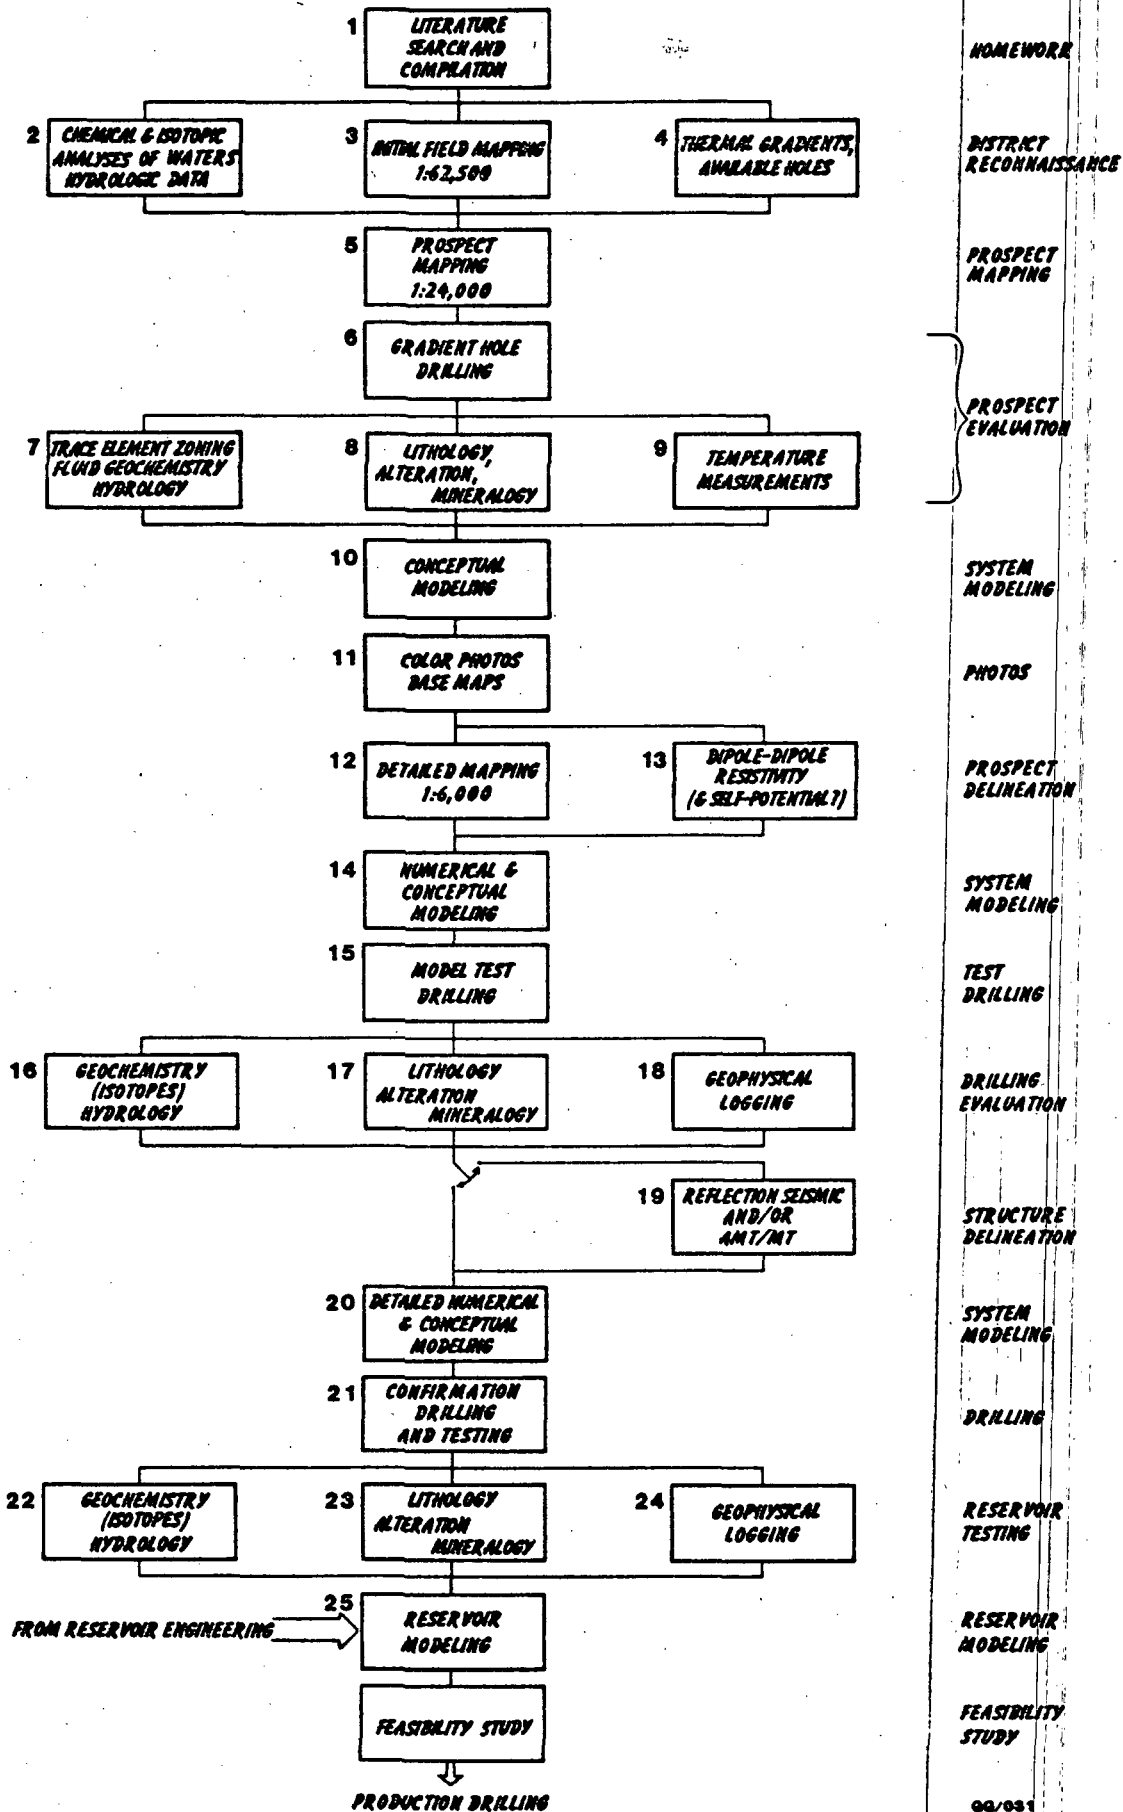 1
LITERATURE
SEARCH AND
COMPILATION
HOMEWORK
2
CHEMICAL & ISOTOPIC
ANALYSES OF WATERS
HYDROLOGIC DATA
3
INITIAL FIELD MAPPING
1:62,500
4
THERMAL GRADIENTS,
AVAILABLE HOLES
DISTRICT
RECONNAISSANCE
5
PROSPECT
MAPPING
1:24,000
PROSPECT
MAPPING
6
GRADIENT HOLE
DRILLING
PROSPECT
EVALUATION
7
TRACE ELEMENT ZONING
FLUID GEOCHEMISTRY
HYDROLOGY
8
LITHOLOGY,
ALTERATION,
MINERALOGY
9
TEMPERATURE
MEASUREMENTS
10
CONCEPTUAL
MODELING
SYSTEM
MODELING
11
COLOR PHOTOS
BASE MAPS
PHOTOS
12
DETAILED MAPPING
1:6,000
13
DIPOLE-DIPOLE
RESISTIVITY
(& SELF-POTENTIAL?)
PROSPECT
DELINEATION
14
NUMERICAL &
CONCEPTUAL
MODELING
SYSTEM
MODELING
15
MODEL TEST
DRILLING
TEST
DRILLING
16
GEOCHEMISTRY
(ISOTOPES)
HYDROLOGY
17
LITHOLOGY
ALTERATION
MINERALOGY
18
GEOPHYSICAL
LOGGING
DRILLING
EVALUATION
19
REFLECTION SEISMIC
AND/OR
AMT/MT
STRUCTURE
DELINEATION
20
DETAILED NUMERICAL
& CONCEPTUAL
MODELING
SYSTEM
MODELING
21
CONFIRMATION
DRILLING
AND TESTING
DRILLING
22
GEOCHEMISTRY
(ISOTOPES)
HYDROLOGY
23
LITHOLOGY
ALTERATION
MINERALOGY
24
GEOPHYSICAL
LOGGING
RESERVOIR
TESTING
FROM RESERVOIR ENGINEERING
25
RESERVOIR
MODELING
RESERVOIR
MODELING
FEASIBILITY STUDY
FEASIBILITY
STUDY
PRODUCTION DRILLING